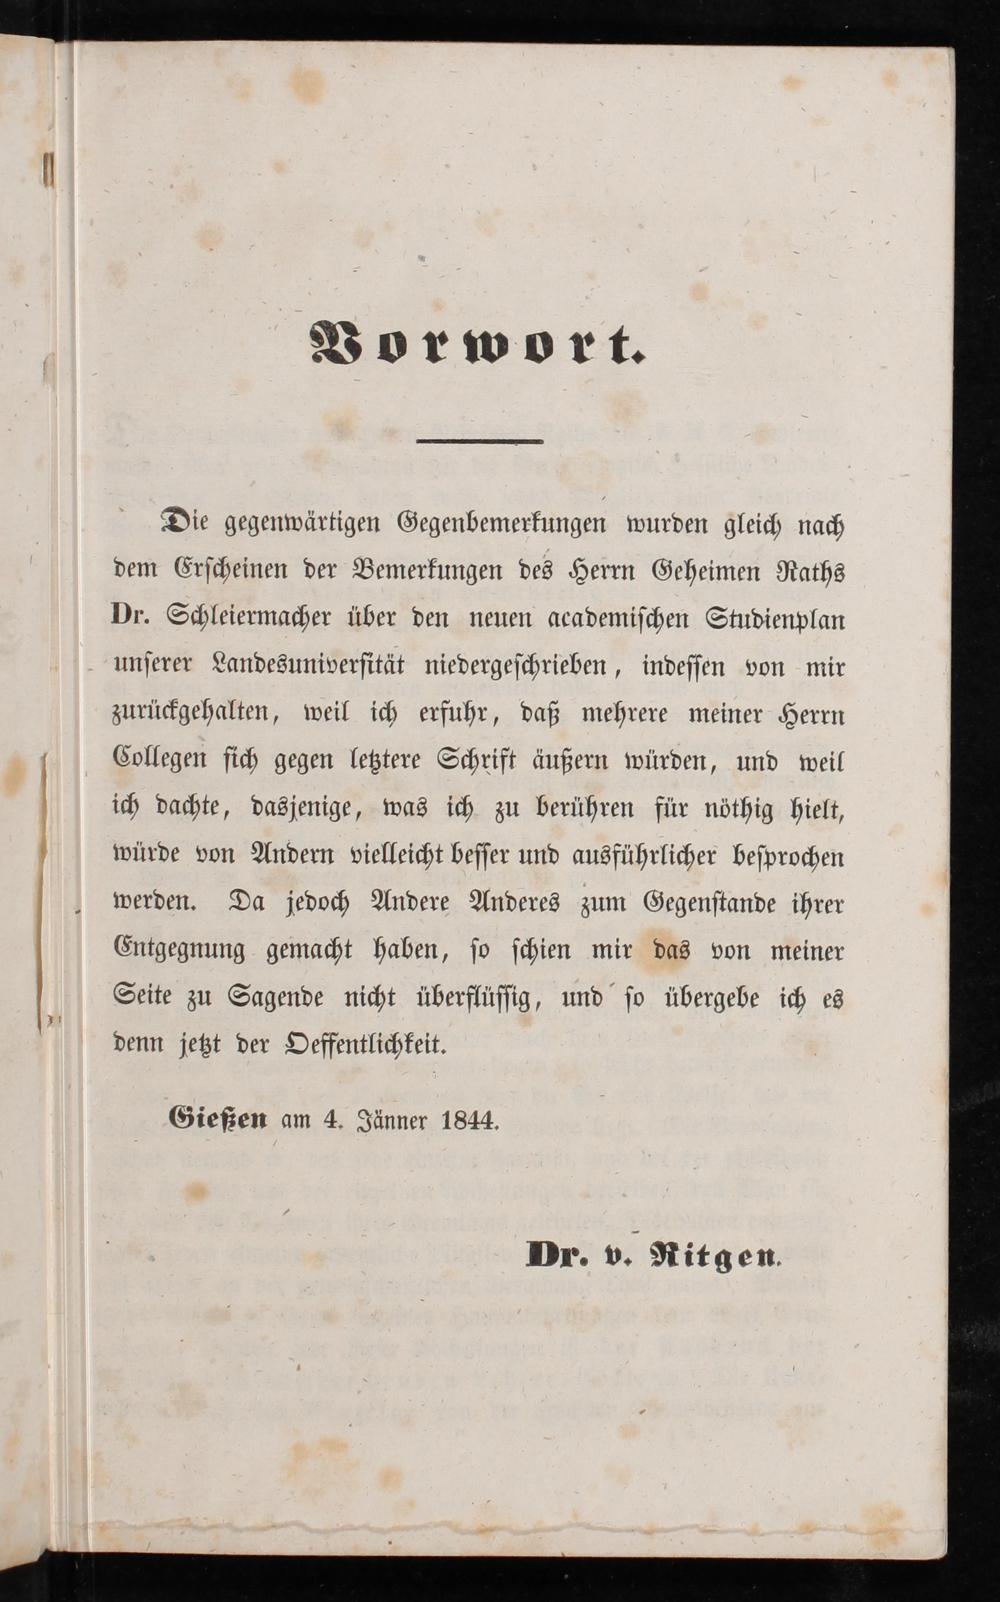 Vorwort.
Die gegenwärtigen Gegenbemerkungen wurden gleich nach
dem Erscheinen der Bemerkungen des Herrn Geheimen Raths
Dr. Schleiermacher über den neuen academischen Studienplan
unserer Landesuniversität niedergeschrieben, indessen von mir
zurückgehalten, weil ich erfuhr, daß mehrere meiner Herrn
Collegen sich gegen letztere Schrift äußern würden, und weil
ich dachte, dasjenige, was ich zu berühren für nöthig hielt,
würde von Andern vielleicht besser und ausführlicher besprochen
werden. Da jedoch Andere Anderes zum Gegenstande ihrer
Entgegnung gemacht haben, so schien mir das von meiner
Seite zu Sagende nicht überflüssig, und so übergebe ich es
denn jetzt der Oeffentlichkeit.
Gießen am 4. Jänner 1844.
Dr. v. Ritgen.